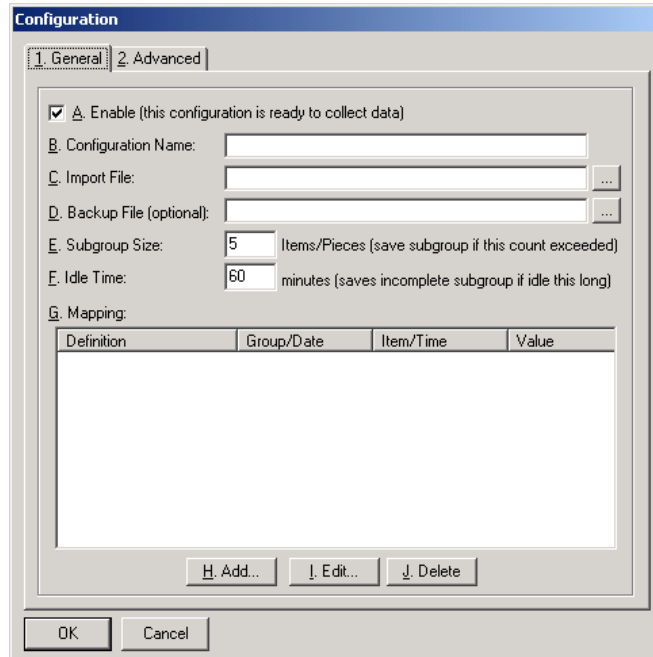 Configuration
1. General 2. Advanced
A. Enable (this configuration is ready to collect data)
B. Configuration Name:
C. Import File: ...
D. Backup File (optional): ...
E. Subgroup Size: 5 Items/Pieces (save subgroup if this count exceeded)
F. Idle Time: 60 minutes (saves incomplete subgroup if idle this long)
G. Mapping:
Definition Group/Date Item/Time Value
H. Add... I. Edit... J. Delete
OK Cancel